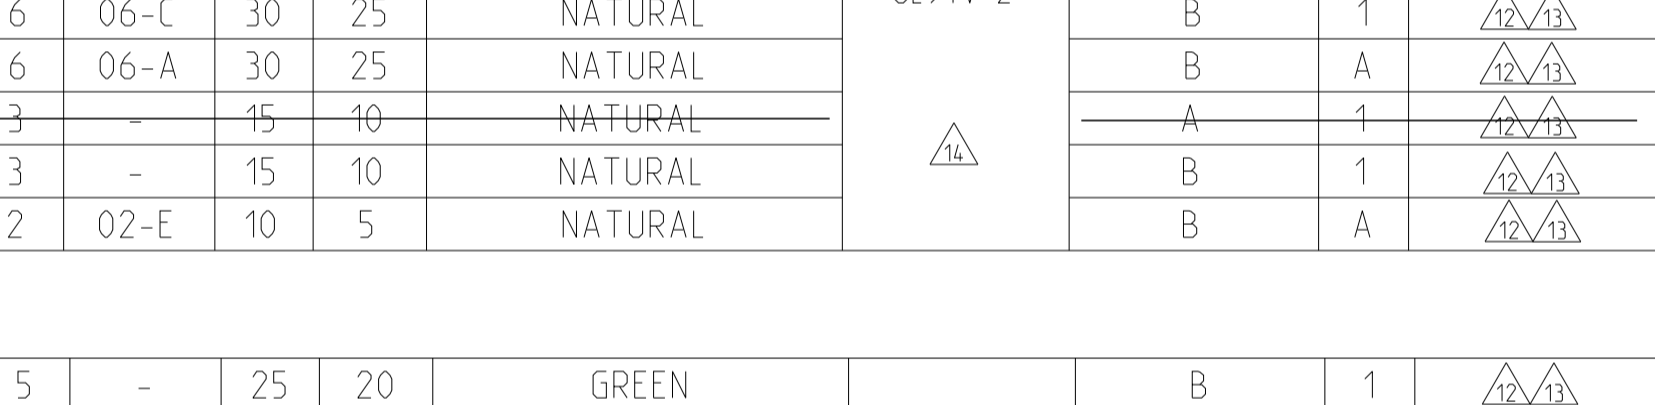 6 06-C 30 25 NATURAL B 1 12 13
6 06-A 30 25 NATURAL B A 12 13
3 - 15 10 NATURAL A 1 12 13
14
3 - 15 10 NATURAL B 1 12 13
2 02-E 10 5 NATURAL B A 12 13
5 - 25 20 GREEN B 1 12 13